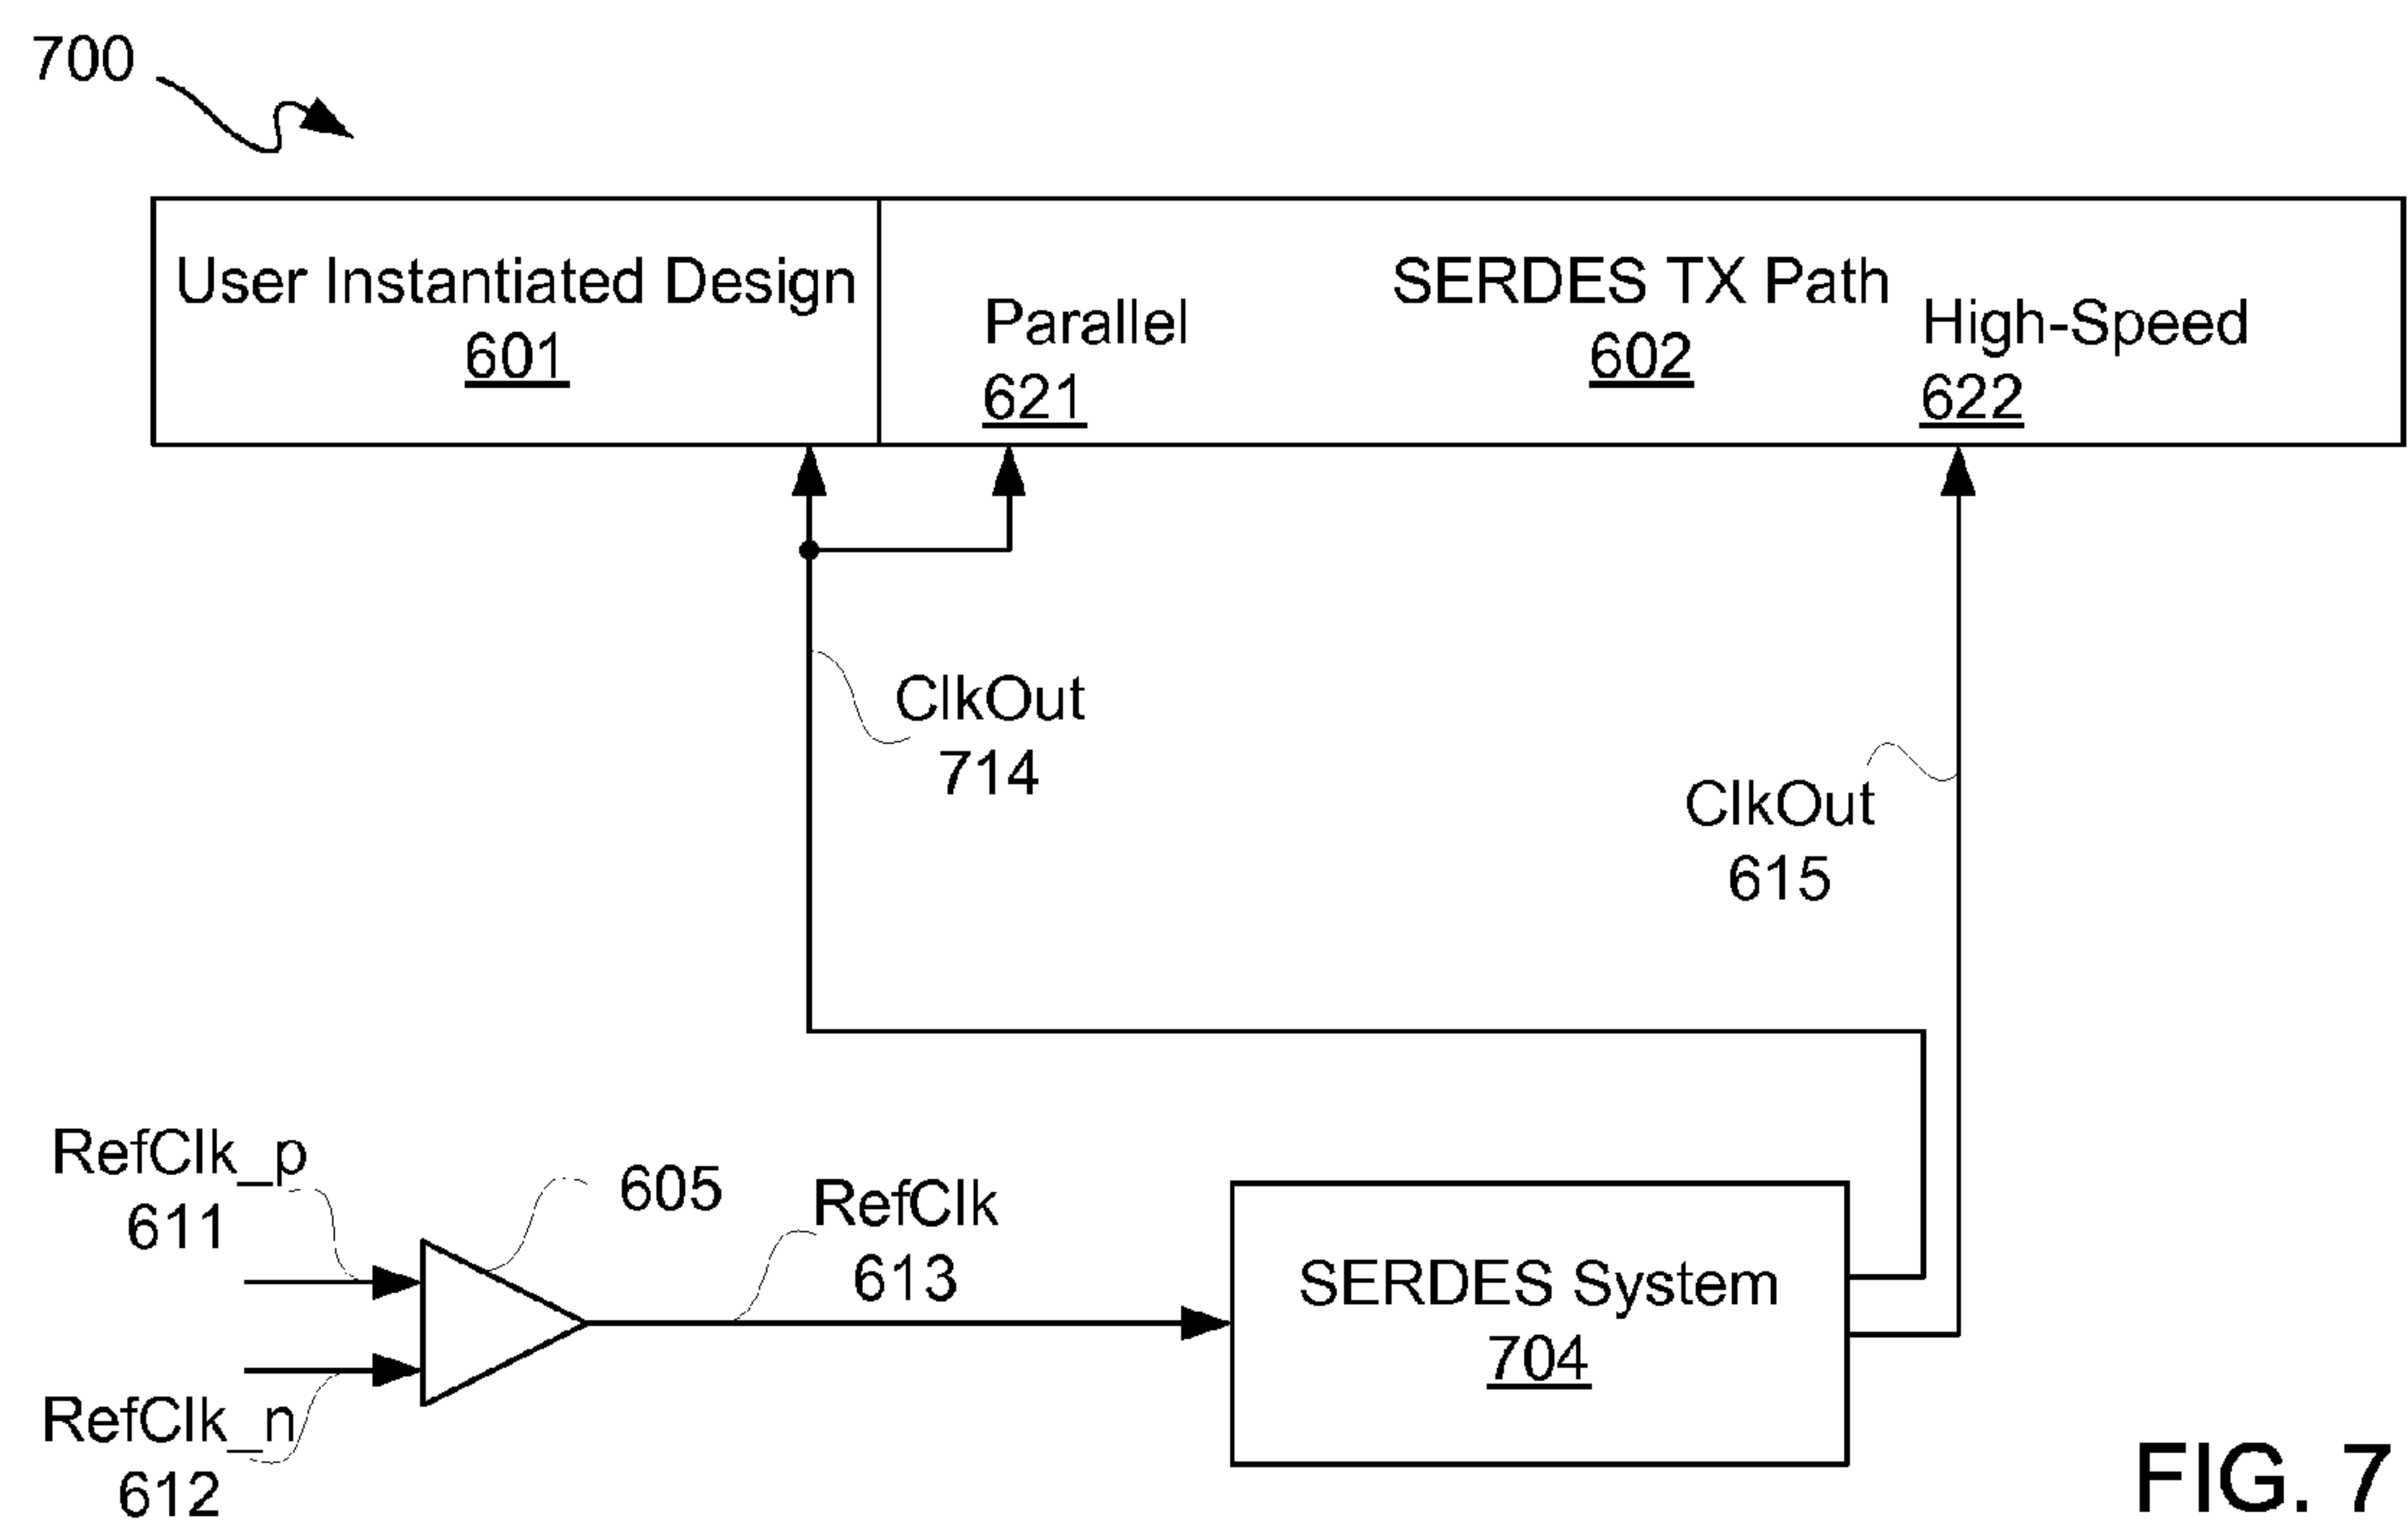 700
User Instantiated Design
601
SERDES TX Path
602
Parallel
621
High-Speed
622
ClkOut
714
ClkOut
615
RefClk_p
611
605
RefClk
613
RefClk_n
612
SERDES System
704
FIG. 7